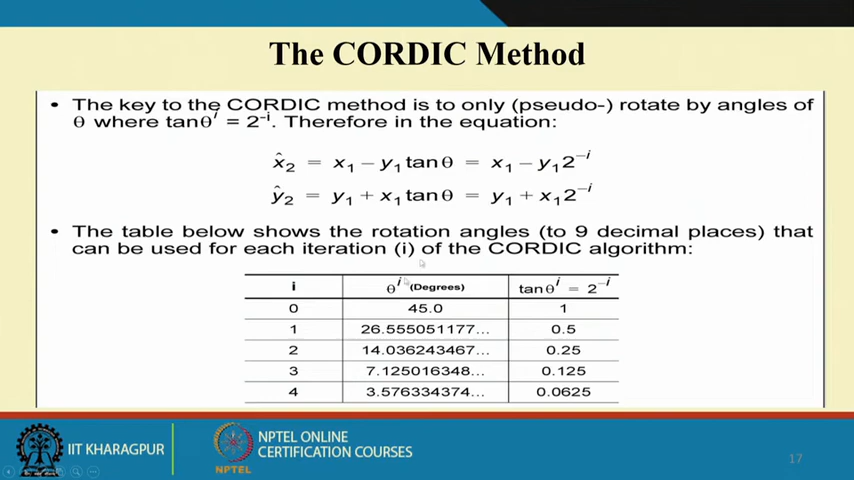 The CORDIC Method
• The key to the CORDIC method is to only (pseudo-) rotate by angles of
θ where tanθ^i = 2^-i. Therefore in the equation:
x̂₂ = x₁ – y₁ tanθ = x₁ – y₁2^–i
ŷ₂ = y₁ + x₁ tanθ = y₁ + x₁2^–i
• The table below shows the rotation angles (to 9 decimal places) that
can be used for each iteration (i) of the CORDIC algorithm:
i θ^i (Degrees) tanθ^i = 2^–i
0 45.0 1
1 26.555051177... 0.5
2 14.036243467... 0.25
3 7.125016348... 0.125
4 3.576334374... 0.0625
IIT KHARAGPUR
NPTEL
NPTEL ONLINE
CERTIFICATION COURSES
17